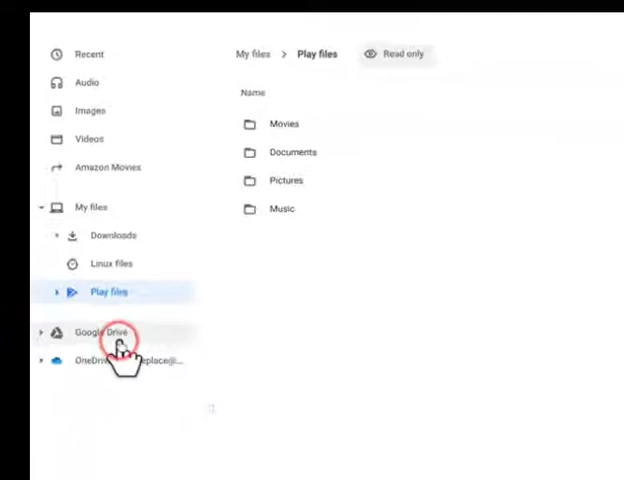 Recent
Audio
Images
Videos
Amazon Movies
My files
Downloads
Linux files
Play files
Google Drive
My files > Play files Read only
Name
Movies
Documents
Pictures
Music